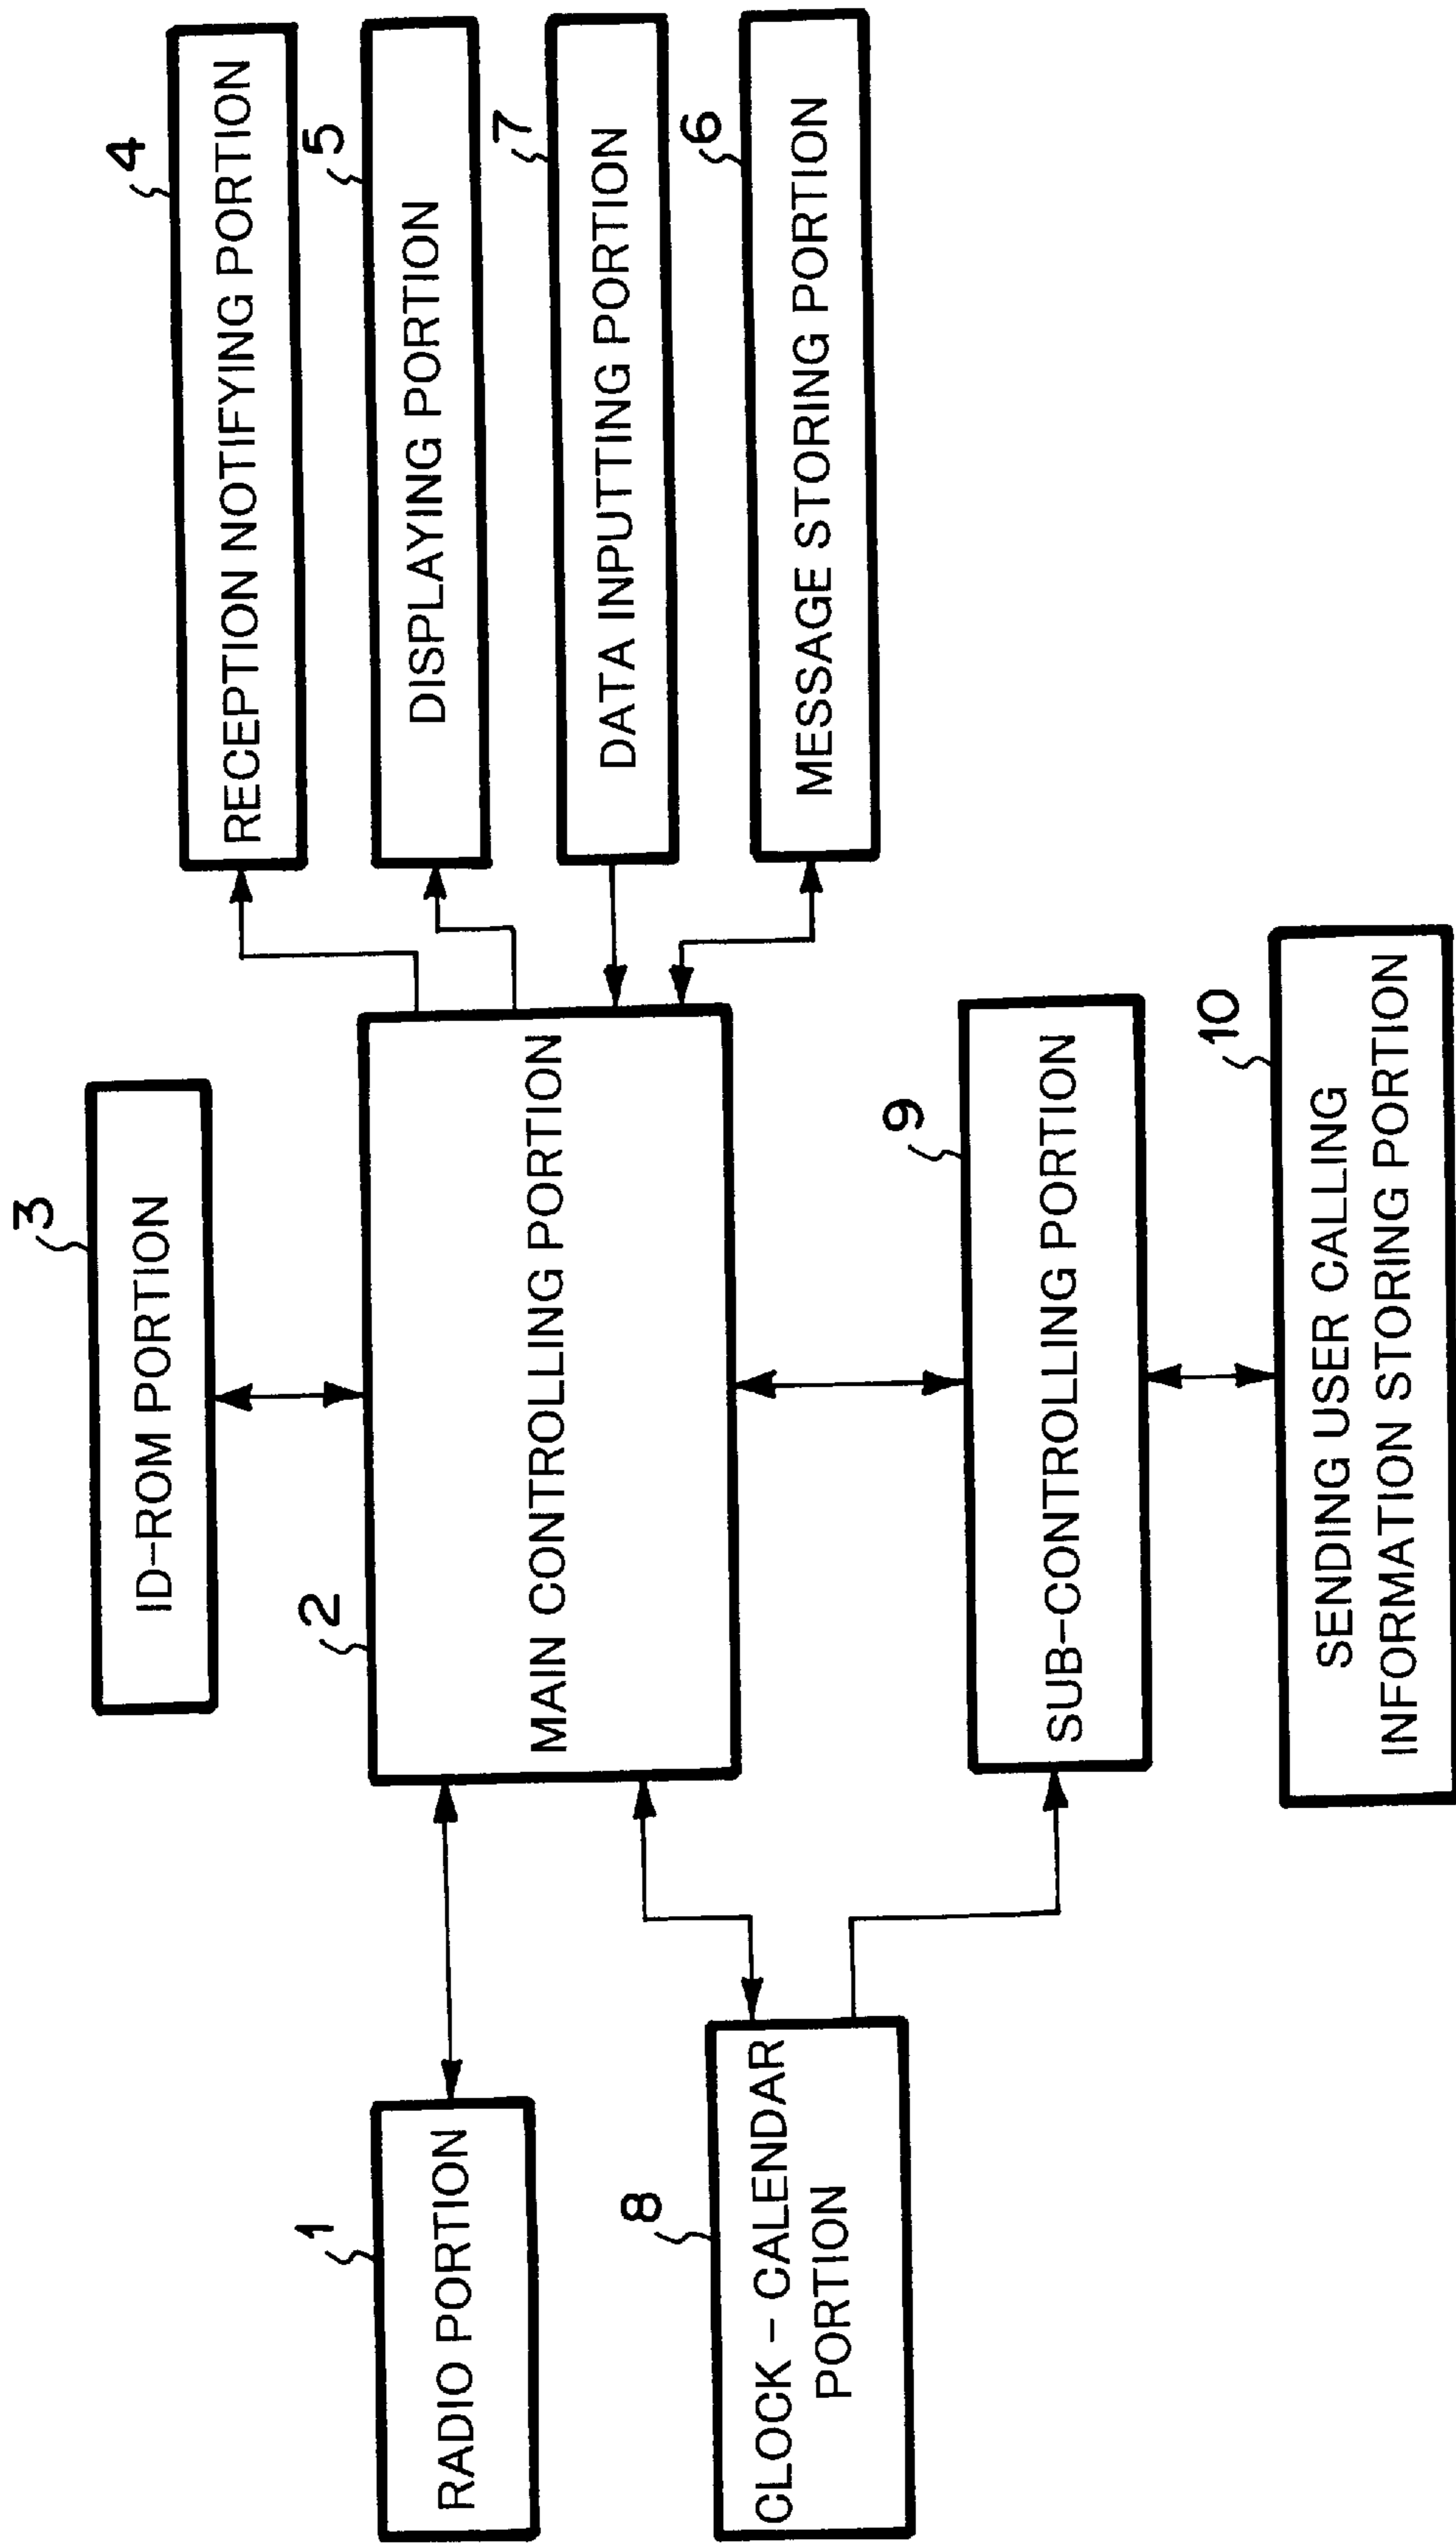 3
ID-ROM PORTION
1
RADIO PORTION
2
MAIN CONTROLLING PORTION
4
RECEPTION NOTIFYING PORTION
5
DISPLAYING PORTION
7
DATA INPUTTING PORTION
6
MESSAGE STORING PORTION
8
CLOCK - CALENDAR
PORTION
9
SUB-CONTROLLING PORTION
10
SENDING USER CALLING
INFORMATION STORING PORTION